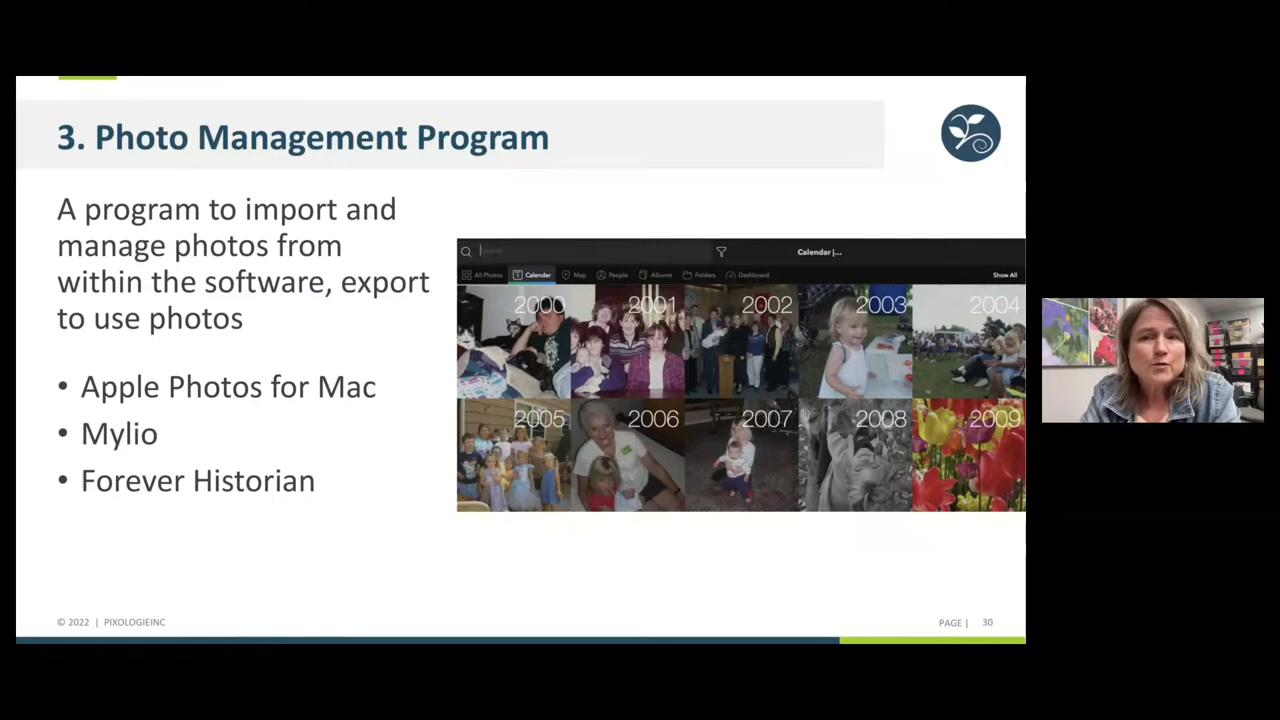 3. Photo Management Program
A program to import and
manage photos from
within the software, export
to use photos
• Apple Photos for Mac
• Mylio
• Forever Historian
Search
Calendar |...
All Photos
Calendar
Map
People
Albums
Folders
Dashboard
Show All
2000
2001
2002
2003
2004
2005
2006
2007
2008
2009
© 2022 | PIXOLOGIEINC
PAGE | 30